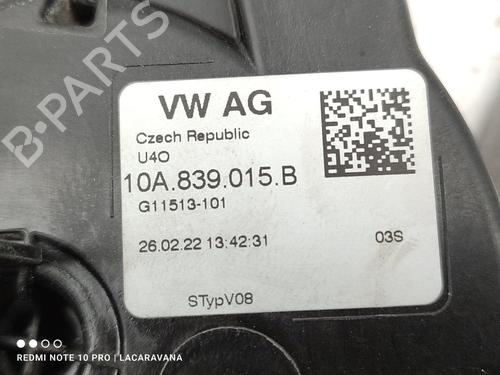 B-PARTS
VW AG
Czech Republic
U4O
10A.839.015.B
G11513-101
26.02.22 13:42:31
03S
STypV08
REDMI NOTE 10 PRO | LACARAVANA